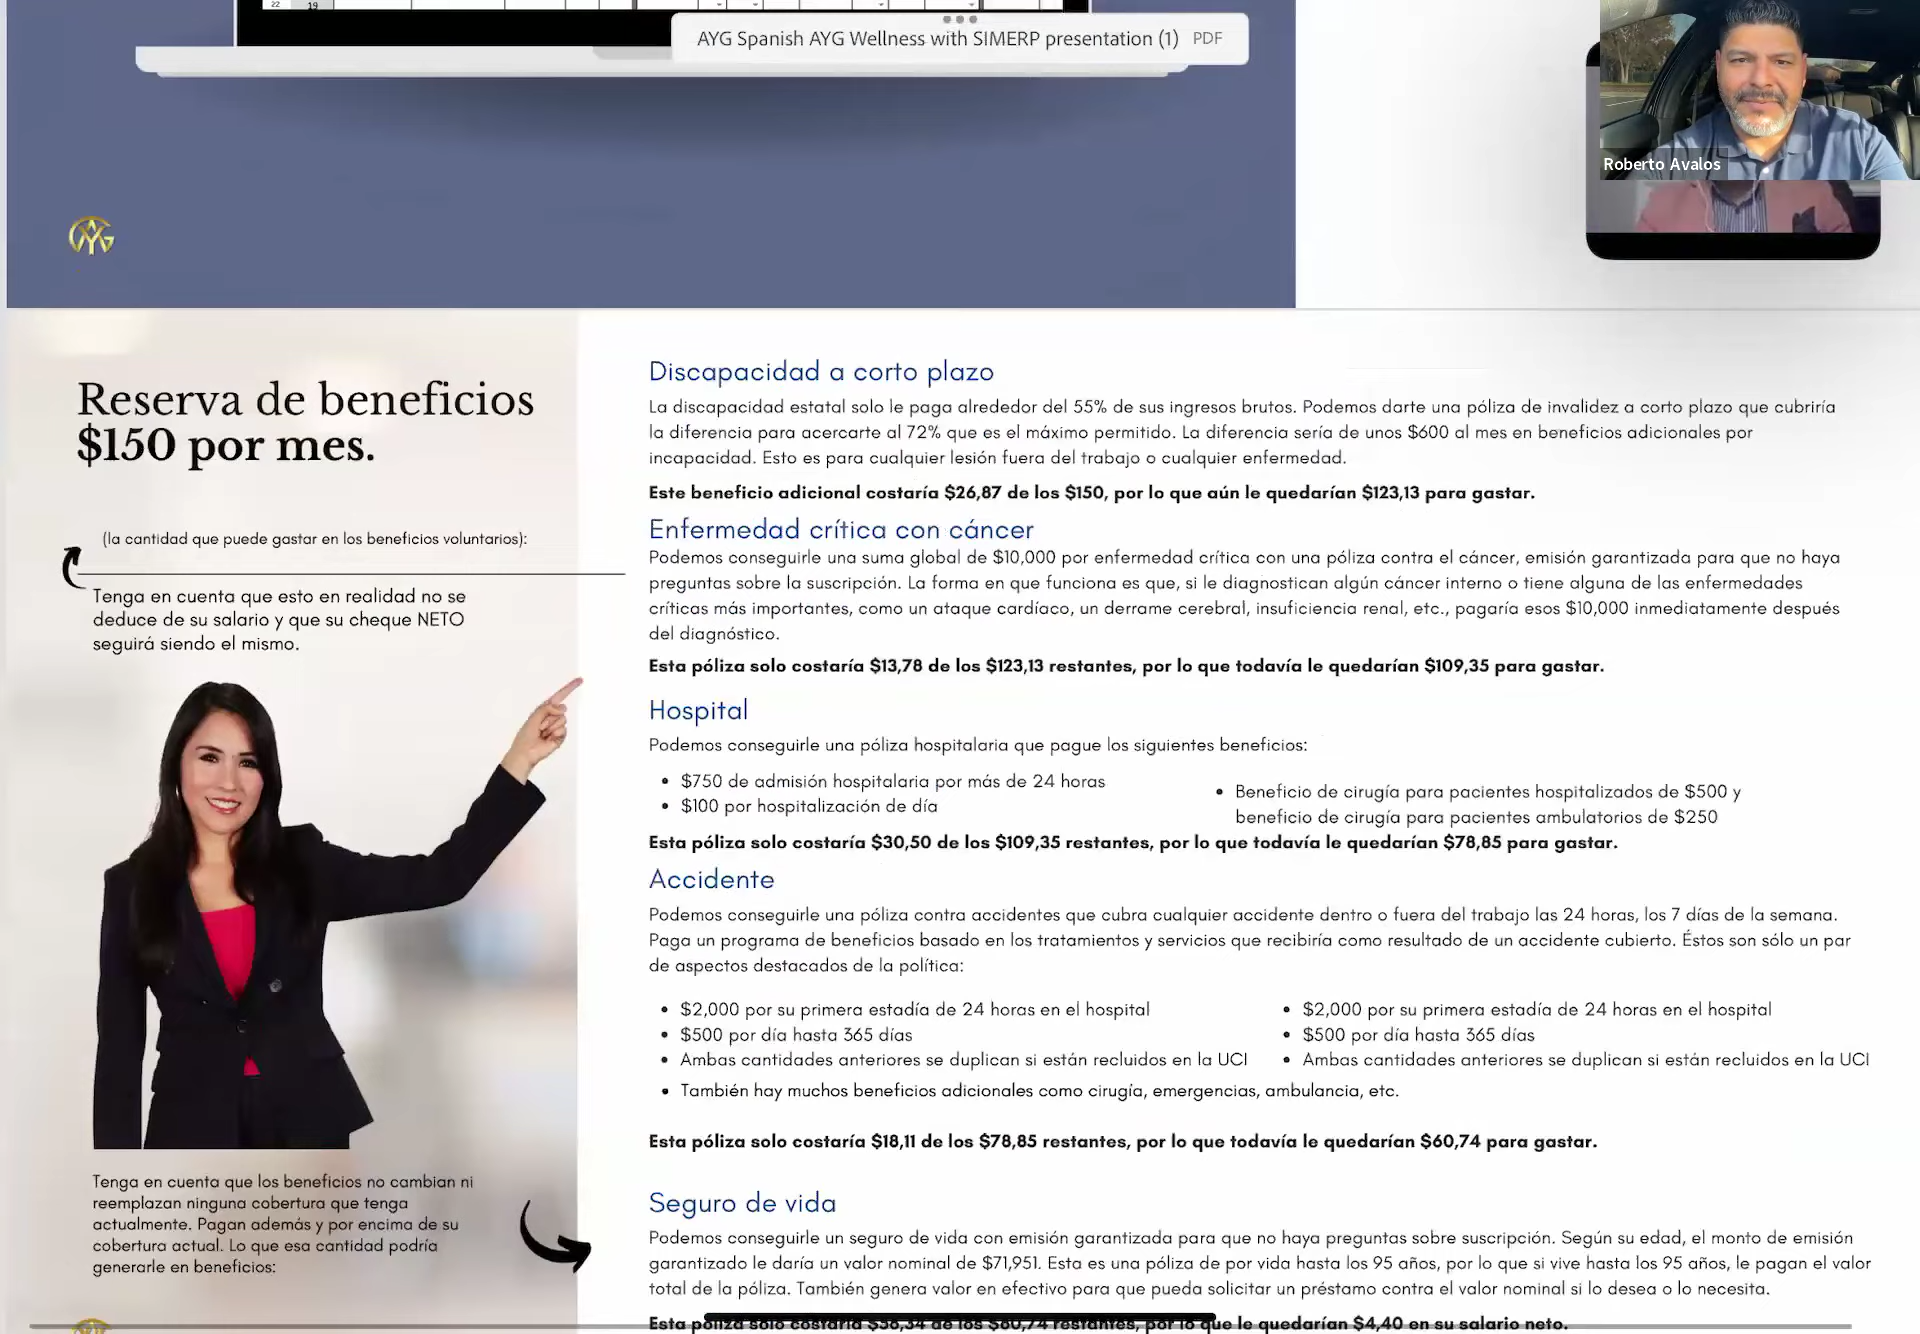 22 19
AYG Spanish AYG Wellness with SIMERP presentation (1) PDF
Roberto Avalos
AYG
Reserva de beneficios
$150 por mes.
(la cantidad que puede gastar en los beneficios voluntarios):
Tenga en cuenta que esto en realidad no se
deduce de su salario y que su cheque NETO
seguirá siendo el mismo.
Tenga en cuenta que los beneficios no cambian ni
reemplazan ninguna cobertura que tenga
actualmente. Pagan además y por encima de su
cobertura actual. Lo que esa cantidad podría
generarle en beneficios:
Discapacidad a corto plazo
La discapacidad estatal solo le paga alrededor del 55% de sus ingresos brutos. Podemos darte una póliza de invalidez a corto plazo que cubriría
la diferencia para acercarte al 72% que es el máximo permitido. La diferencia sería de unos $600 al mes en beneficios adicionales por
incapacidad. Esto es para cualquier lesión fuera del trabajo o cualquier enfermedad.
Este beneficio adicional costaría $26,87 de los $150, por lo que aún le quedarían $123,13 para gastar.
Enfermedad crítica con cáncer
Podemos conseguirle una suma global de $10,000 por enfermedad crítica con una póliza contra el cáncer, emisión garantizada para que no haya
preguntas sobre la suscripción. La forma en que funciona es que, si le diagnostican algún cáncer interno o tiene alguna de las enfermedades
críticas más importantes, como un ataque cardíaco, un derrame cerebral, insuficiencia renal, etc., pagaría esos $10,000 inmediatamente después
del diagnóstico.
Esta póliza solo costaría $13,78 de los $123,13 restantes, por lo que todavía le quedarían $109,35 para gastar.
Hospital
Podemos conseguirle una póliza hospitalaria que pague los siguientes beneficios:
• $750 de admisión hospitalaria por más de 24 horas
• $100 por hospitalización de día
• Beneficio de cirugía para pacientes hospitalizados de $500 y
beneficio de cirugía para pacientes ambulatorios de $250
Esta póliza solo costaría $30,50 de los $109,35 restantes, por lo que todavía le quedarían $78,85 para gastar.
Accidente
Podemos conseguirle una póliza contra accidentes que cubra cualquier accidente dentro o fuera del trabajo las 24 horas, los 7 días de la semana.
Paga un programa de beneficios basado en los tratamientos y servicios que recibiría como resultado de un accidente cubierto. Éstos son sólo un par
de aspectos destacados de la política:
• $2,000 por su primera estadía de 24 horas en el hospital
• $500 por día hasta 365 días
• Ambas cantidades anteriores se duplican si están recluidos en la UCI
• También hay muchos beneficios adicionales como cirugía, emergencias, ambulancia, etc.
• $2,000 por su primera estadía de 24 horas en el hospital
• $500 por día hasta 365 días
• Ambas cantidades anteriores se duplican si están recluidos en la UCI
Esta póliza solo costaría $18,11 de los $78,85 restantes, por lo que todavía le quedarían $60,74 para gastar.
Seguro de vida
Podemos conseguirle un seguro de vida con emisión garantizada para que no haya preguntas sobre suscripción. Según su edad, el monto de emisión
garantizado le daría un valor nominal de $71,951. Esta es una póliza de por vida hasta los 95 años, por lo que si vive hasta los 95 años, le pagan el valor
total de la póliza. También genera valor en efectivo para que pueda solicitar un préstamo contra el valor nominal si lo desea o lo necesita.
Esta póliza solo costaría $56,34 de los $60,74 restantes, por lo que le quedarían $4,40 en su salario neto.